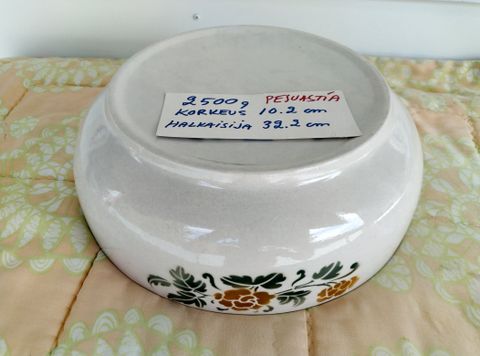 2500g PESUASTIA
KORKEUS 10.2 cm
HALKAISIJA 32.2 cm